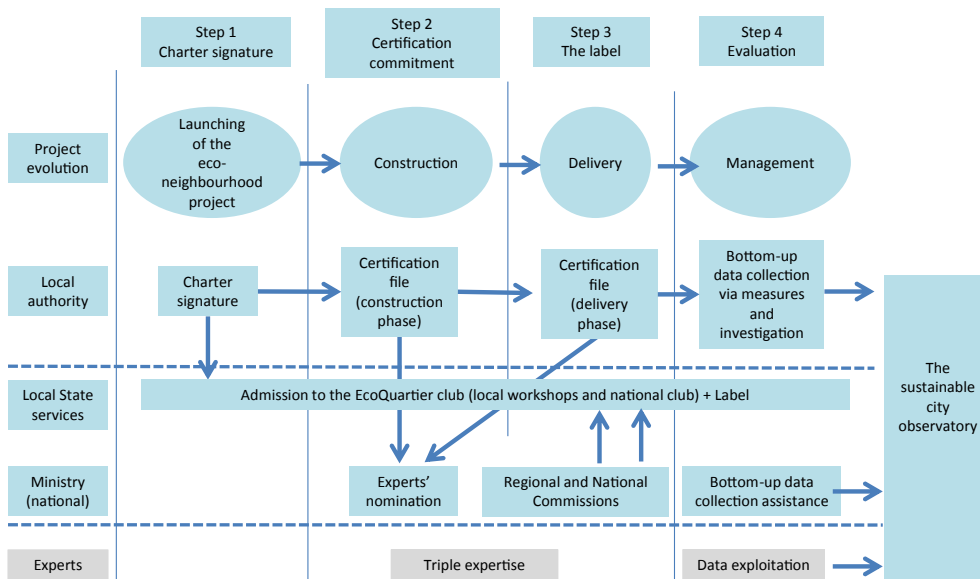 Step 1
Charter signature
Step 2
Certification
commitment
Step 3
The label
Step 4
Evaluation
Project
evolution
Launching
of the
eco-
neighbourhood
project
Construction
Delivery
Management
Local
authority
Charter
signature
Certification
file
(construction
phase)
Certification
file
(delivery
phase)
Bottom-up
data collection
via measures
and
investigation
The
sustainable
city
observatory
Local State
services
Admission to the EcoQuartier club (local workshops and national club) + Label
Ministry
(national)
Experts'
nomination
Regional and National
Commissions
Bottom-up data
collection assistance
Experts
Triple expertise
Data exploitation